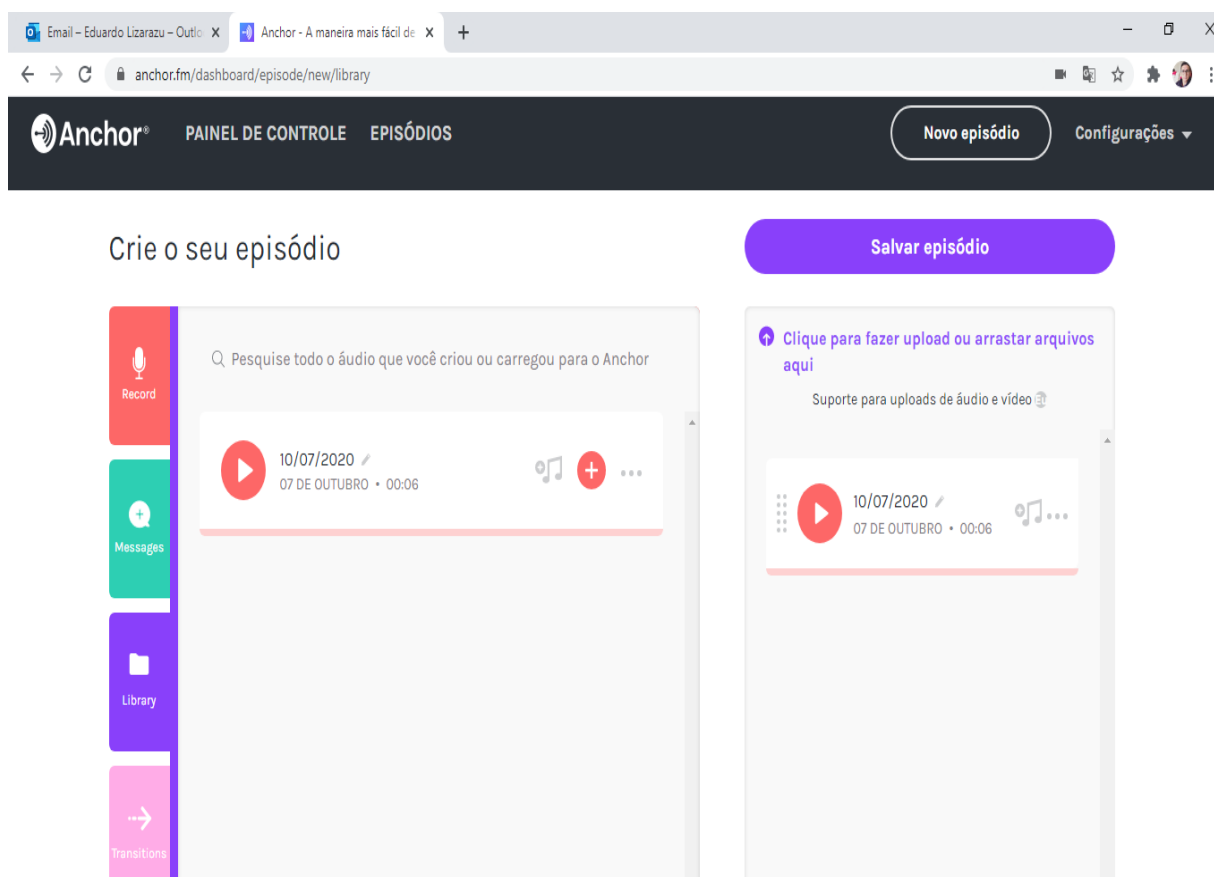 Email – Eduardo Lizarazu – Outlo
Anchor - A maneira mais fácil de
anchor.fm/dashboard/episode/new/library
Anchor®
PAINEL DE CONTROLE
EPISÓDIOS
Novo episódio
Configurações
Crie o seu episódio
Salvar episódio
Record
Messages
Library
Transitions
Pesquise todo o áudio que você criou ou carregou para o Anchor
10/07/2020
07 DE OUTUBRO • 00:06
Clique para fazer upload ou arrastar arquivos
aqui
Suporte para uploads de áudio e vídeo
10/07/2020
07 DE OUTUBRO • 00:06